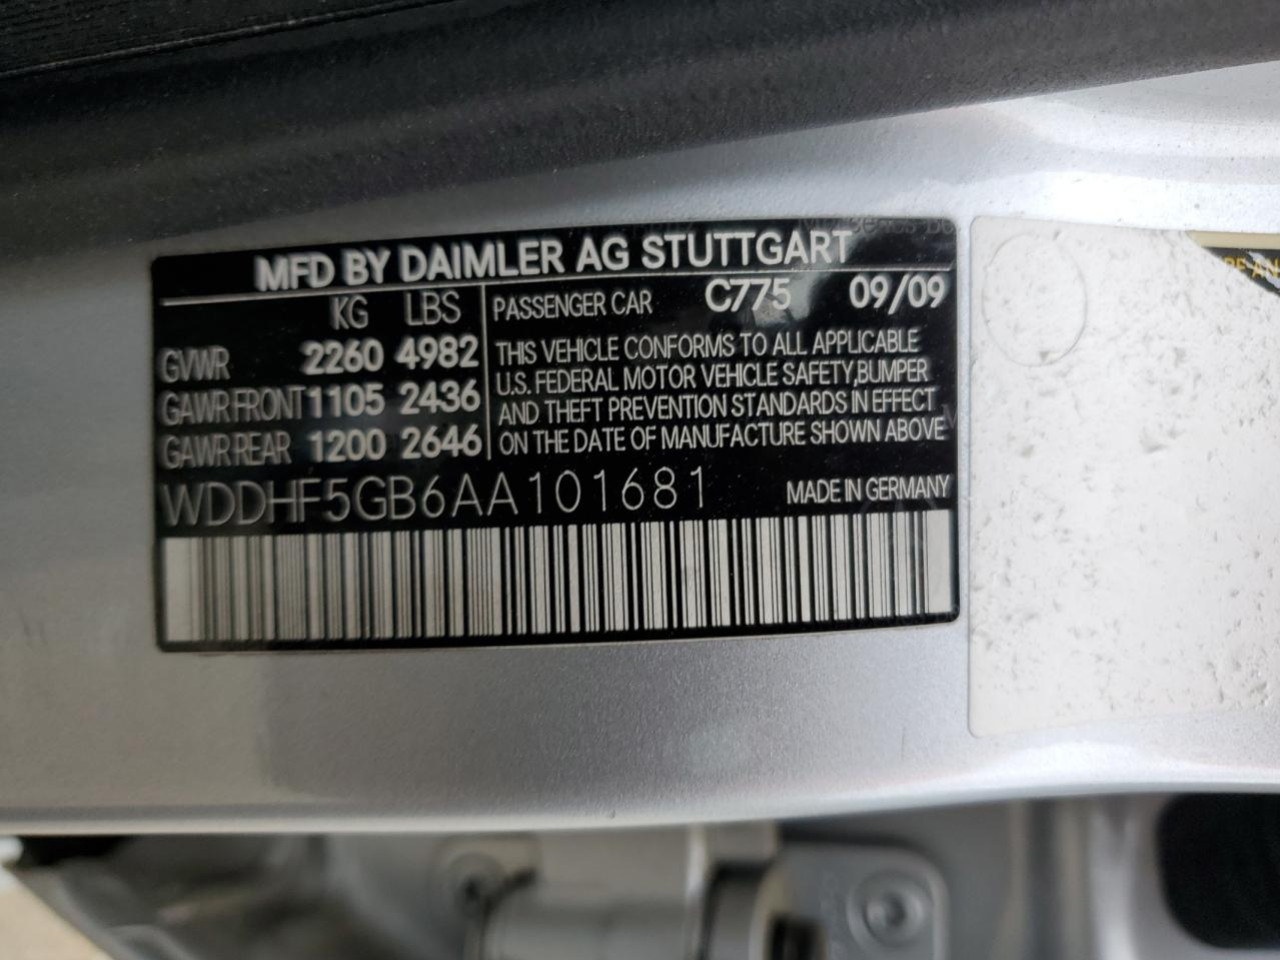 MFD BY DAIMLER AG STUTTGART
KG LBS
GVWR 2260 4982
GAWR FRONT 1105 2436
GAWR REAR 1200 2646
PASSENGER CAR C775 09/09
THIS VEHICLE CONFORMS TO ALL APPLICABLE
U.S. FEDERAL MOTOR VEHICLE SAFETY, BUMPER
AND THEFT PREVENTION STANDARDS IN EFFECT
ON THE DATE OF MANUFACTURE SHOWN ABOVE
WDDHF5GB6AA101681 MADE IN GERMANY